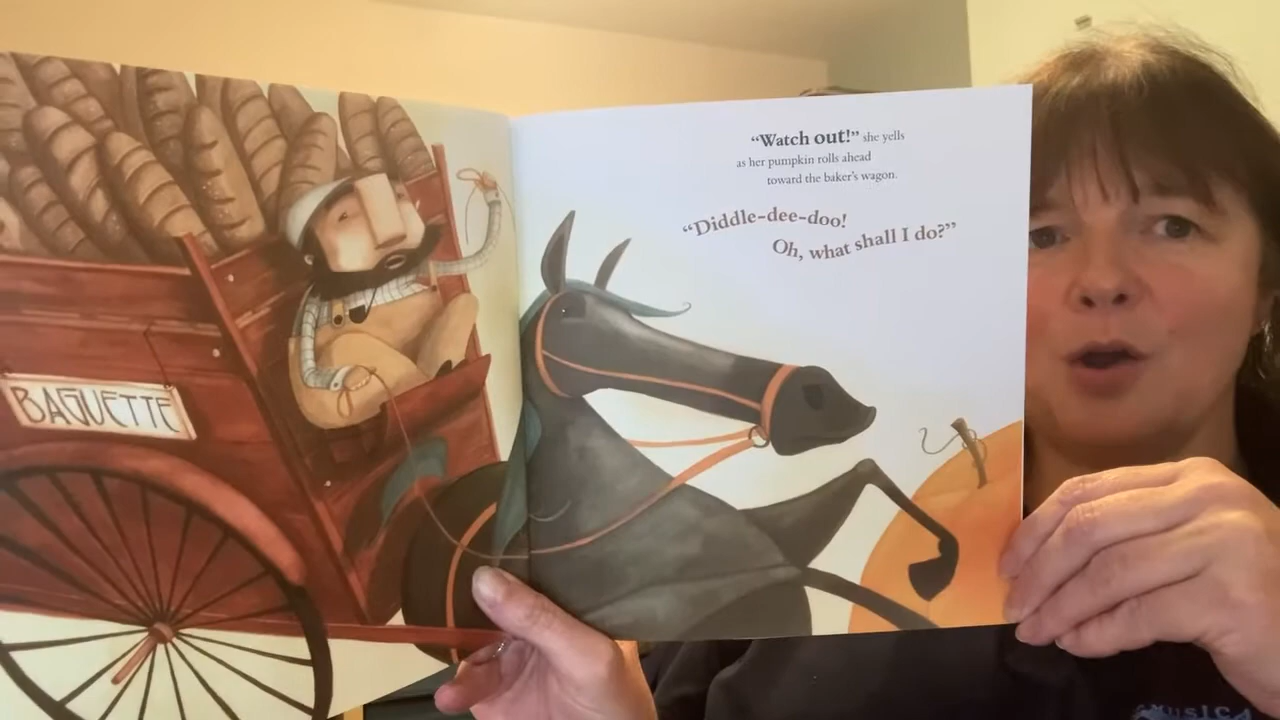 BAGUETTE
“Watch out!” she yells
as her pumpkin rolls ahead
toward the baker’s wagon.
“Diddle-dee-doo!
Oh, what shall I do?”
MUSICA